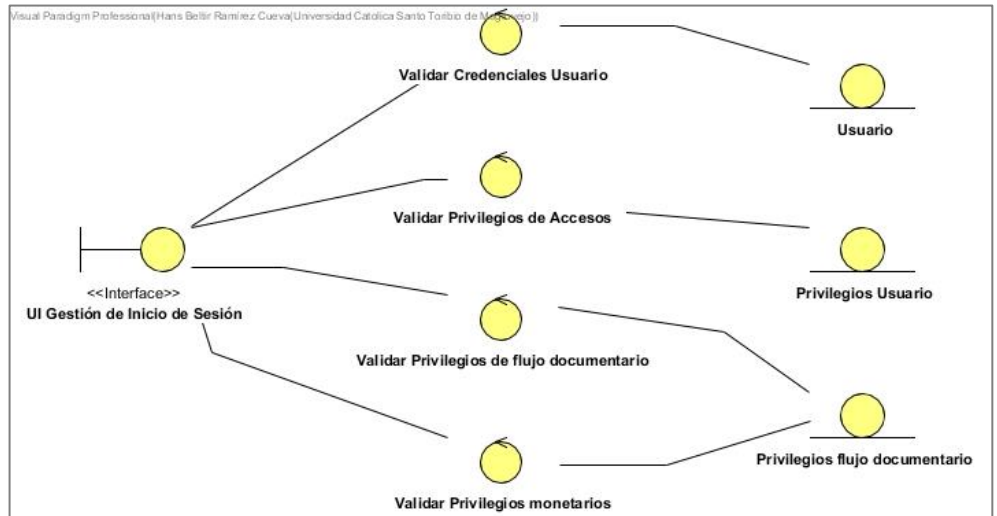 Visual Paradigm Professional(Hans Beltir Ramirez Cueva(Universidad Catolica Santo Toribio de Mogrovejo))
Validar Credenciales Usuario
Usuario
Validar Privilegios de Accesos
<<Interface>>
UI Gestión de Inicio de Sesión
Privilegios Usuario
Validar Privilegios de flujo documentario
Privilegios flujo documentario
Validar Privilegios monetarios